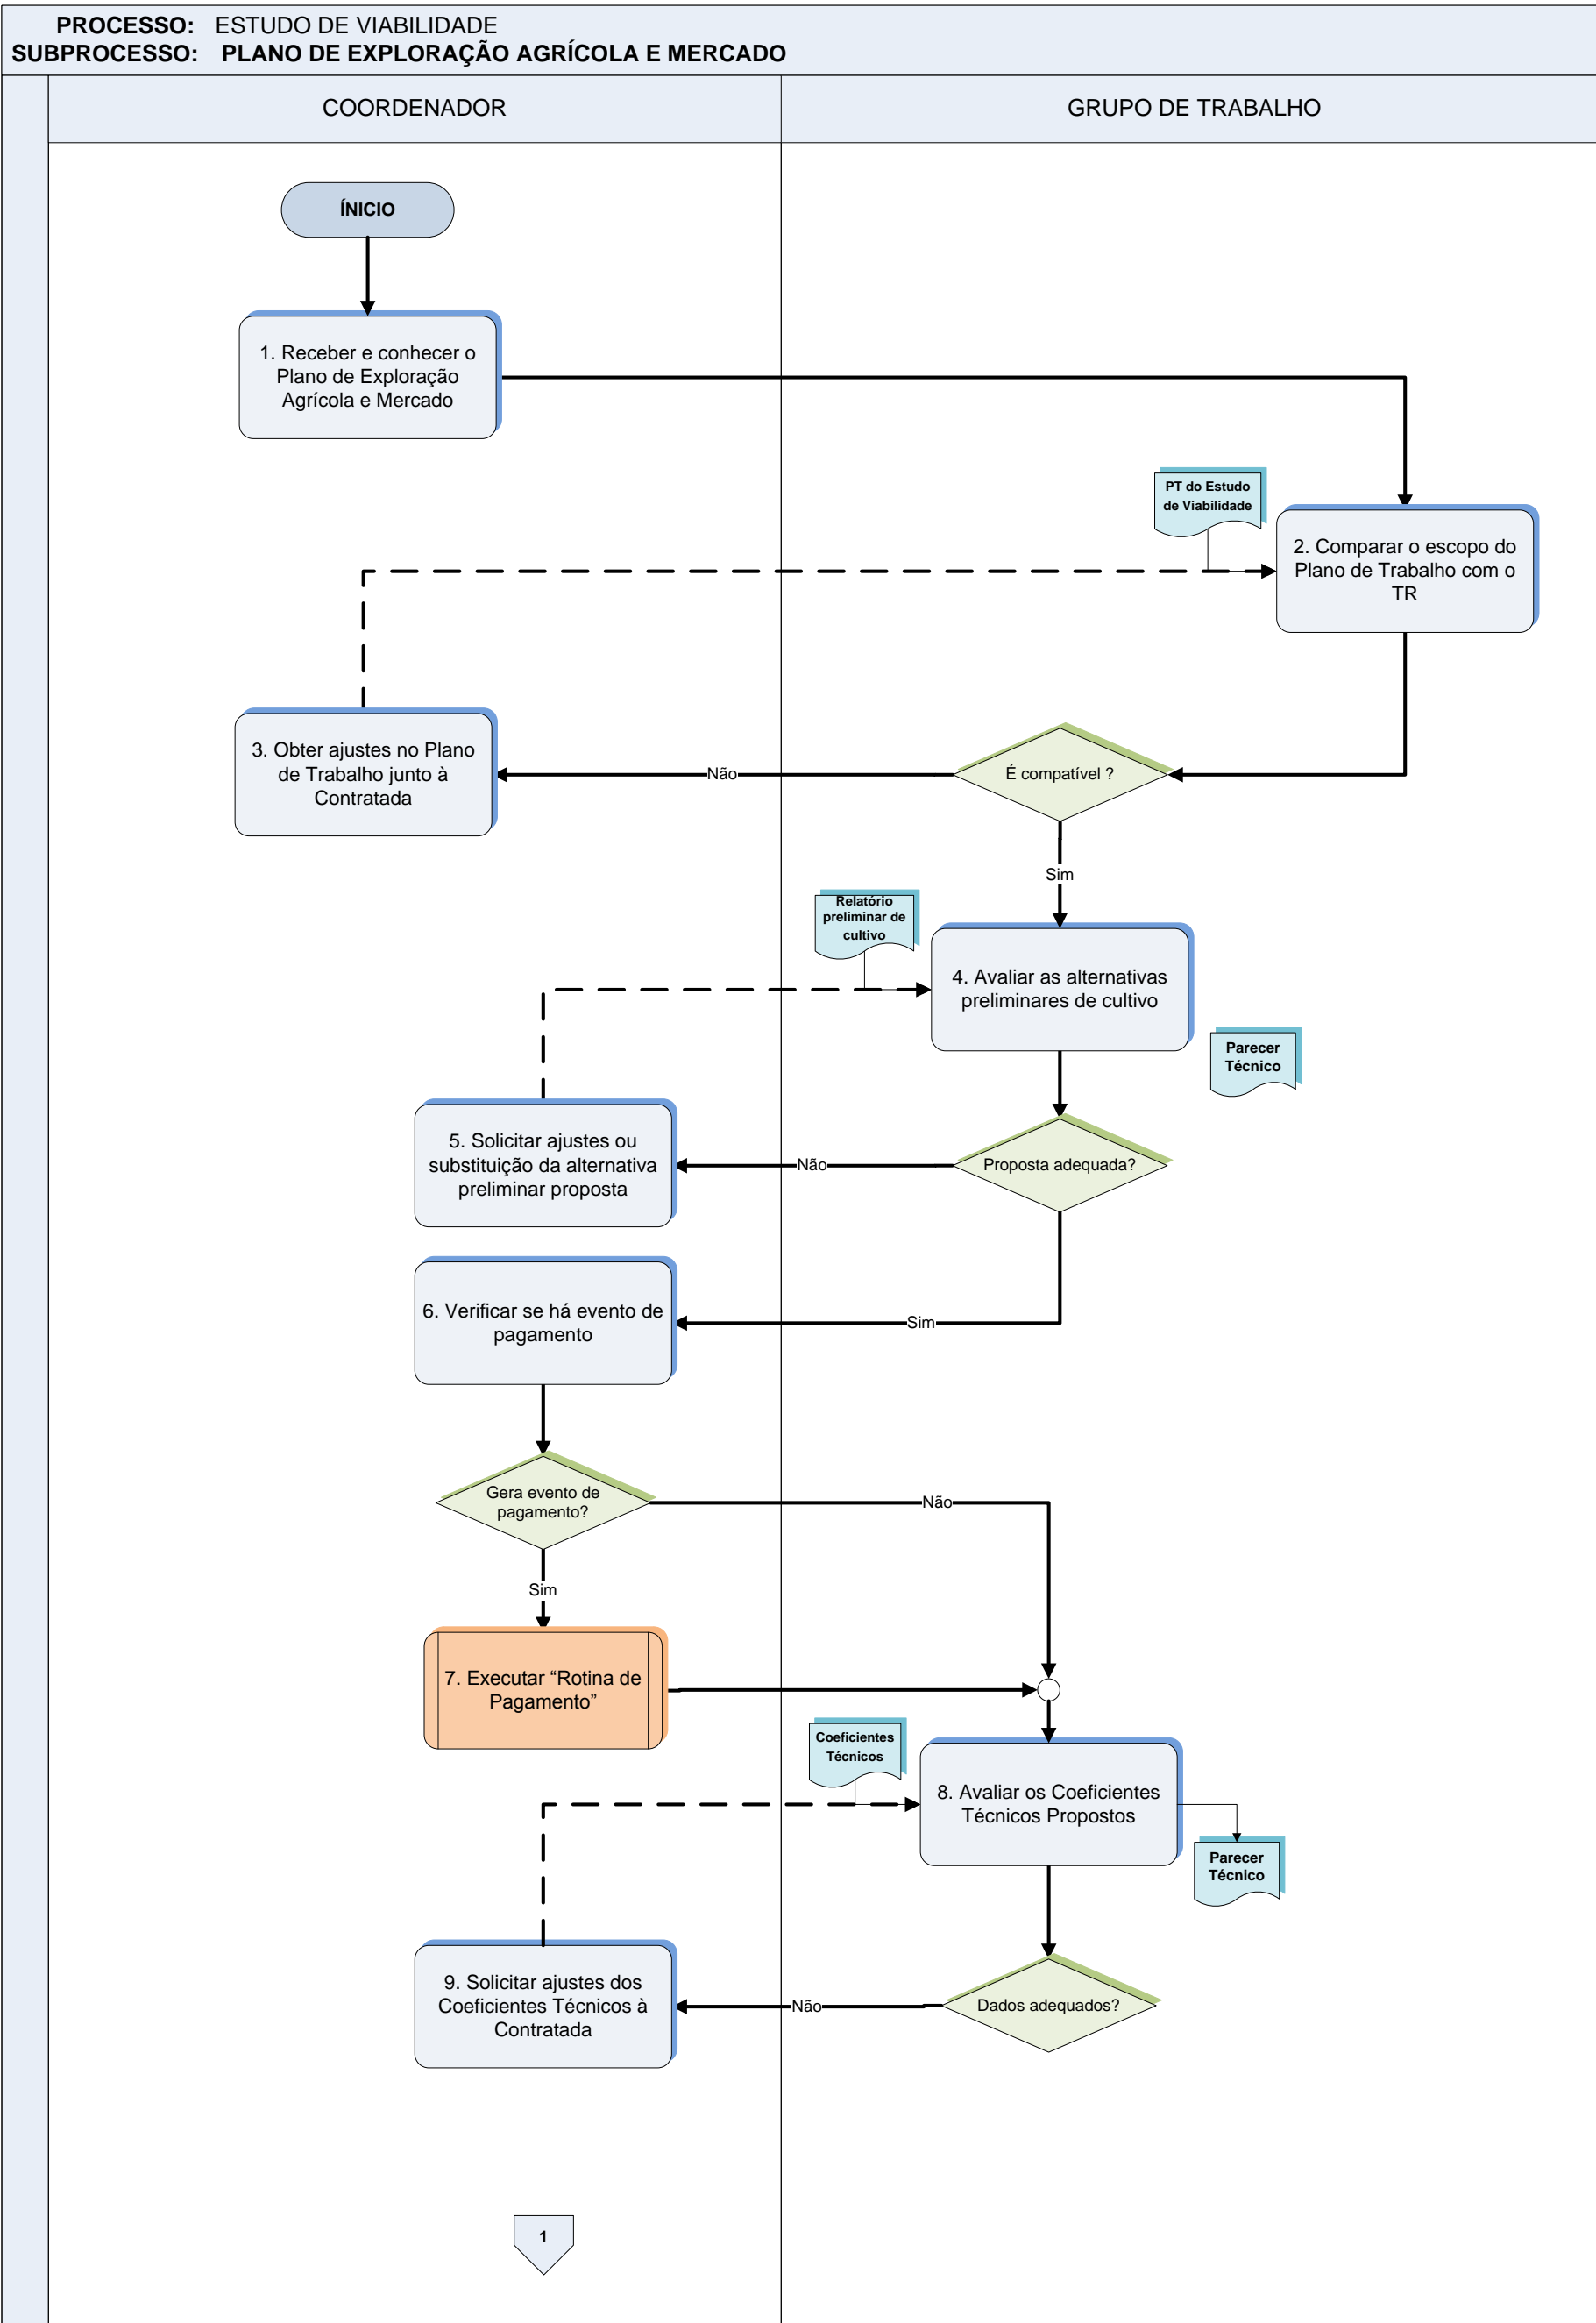 PROCESSO: ESTUDO DE VIABILIDADE
SUBPROCESSO: PLANO DE EXPLORAÇÃO AGRÍCOLA E MERCADO
COORDENADOR
GRUPO DE TRABALHO
ÍNICIO
1. Receber e conhecer o
Plano de Exploração
Agrícola e Mercado
PT do Estudo
de Viabilidade
2. Comparar o escopo do
Plano de Trabalho com o
TR
3. Obter ajustes no Plano
de Trabalho junto à
Contratada
Não
É compatível ?
Sim
Relatório
preliminar de
cultivo
4. Avaliar as alternativas
preliminares de cultivo
Parecer
Técnico
5. Solicitar ajustes ou
substituição da alternativa
preliminar proposta
Não
Proposta adequada?
6. Verificar se há evento de
pagamento
Sim
Gera evento de
pagamento?
Não
Sim
7. Executar “Rotina de
Pagamento”
Coeficientes
Técnicos
8. Avaliar os Coeficientes
Técnicos Propostos
Parecer
Técnico
9. Solicitar ajustes dos
Coeficientes Técnicos à
Contratada
Não
Dados adequados?
1